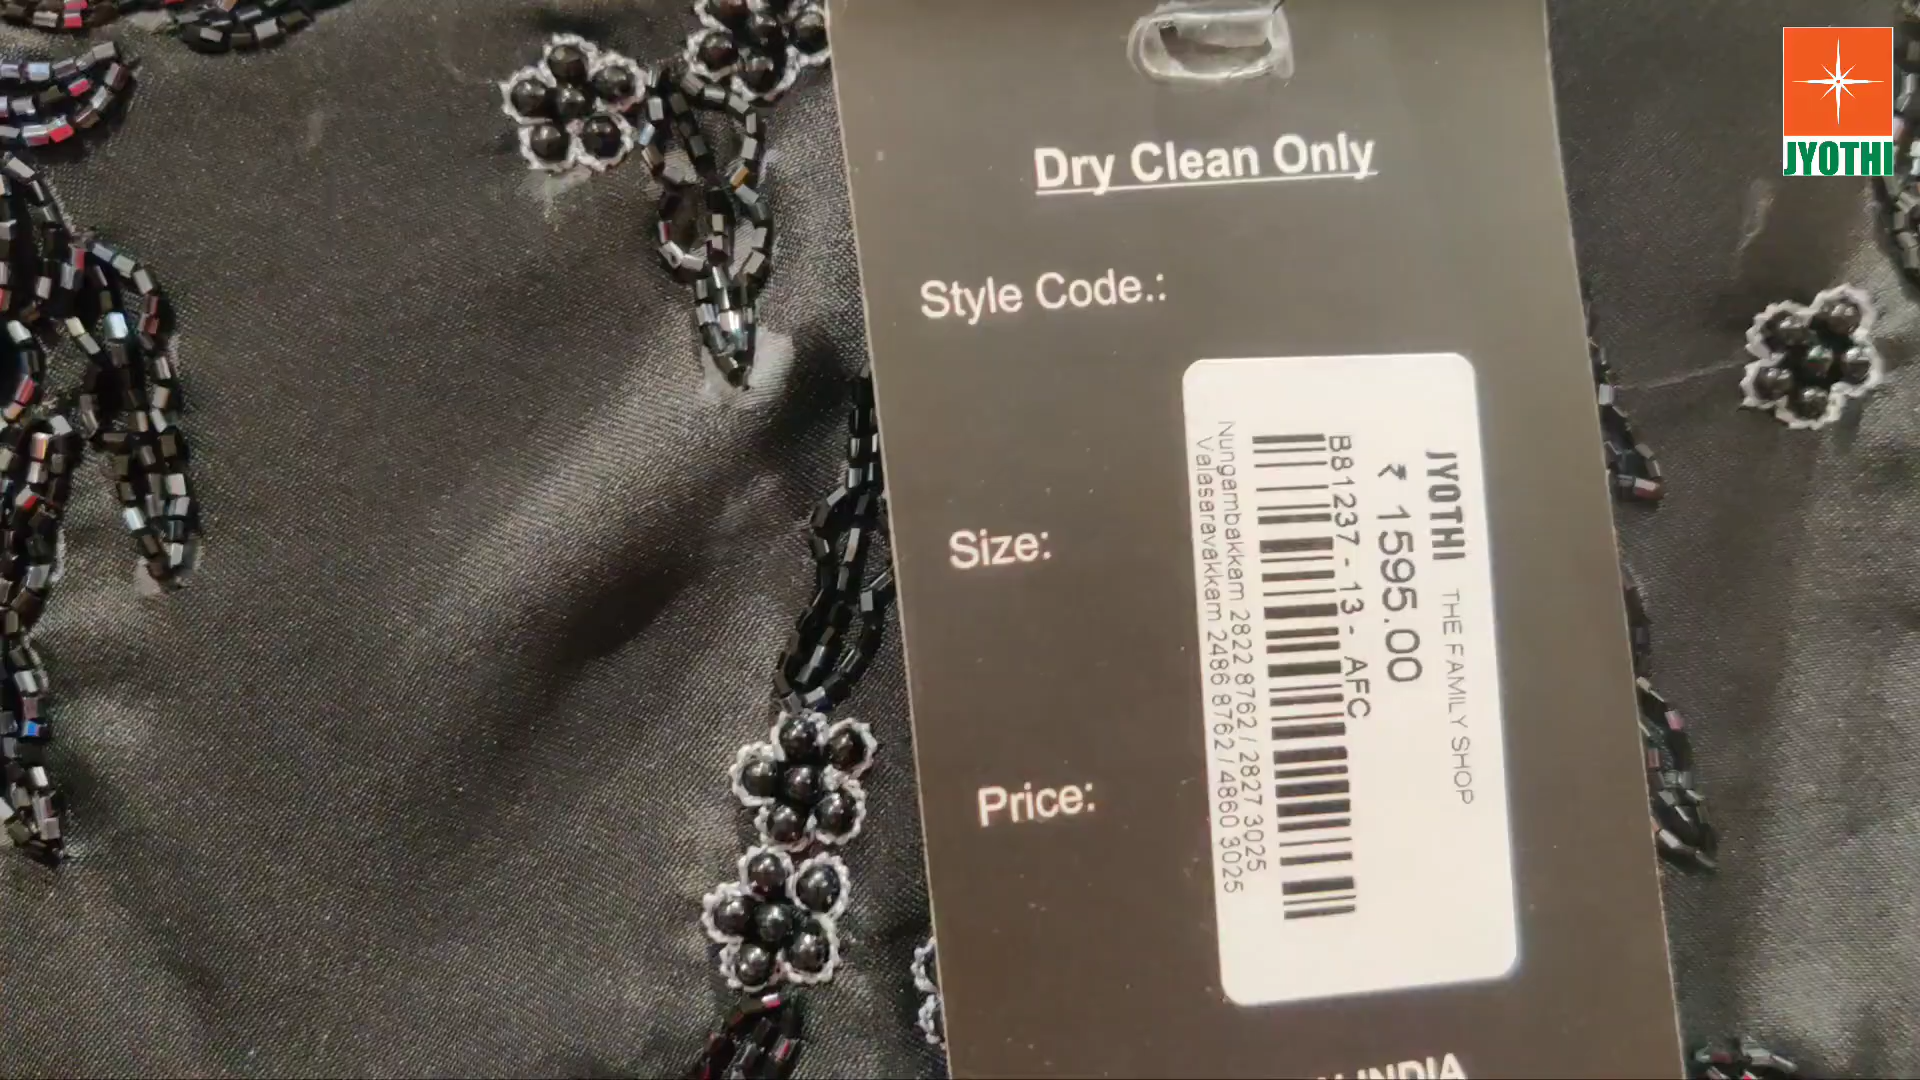 JYOTHI
Dry Clean Only
Style Code.:
Size:
Price:
JYOTHI THE FAMILY SHOP
₹ 1595.00
B81237 - 13 - AFC
Nungambakkam 2822 8762 / 2827 3025
Valasaravakkam 2486 8762 / 4860 3025
INDIA